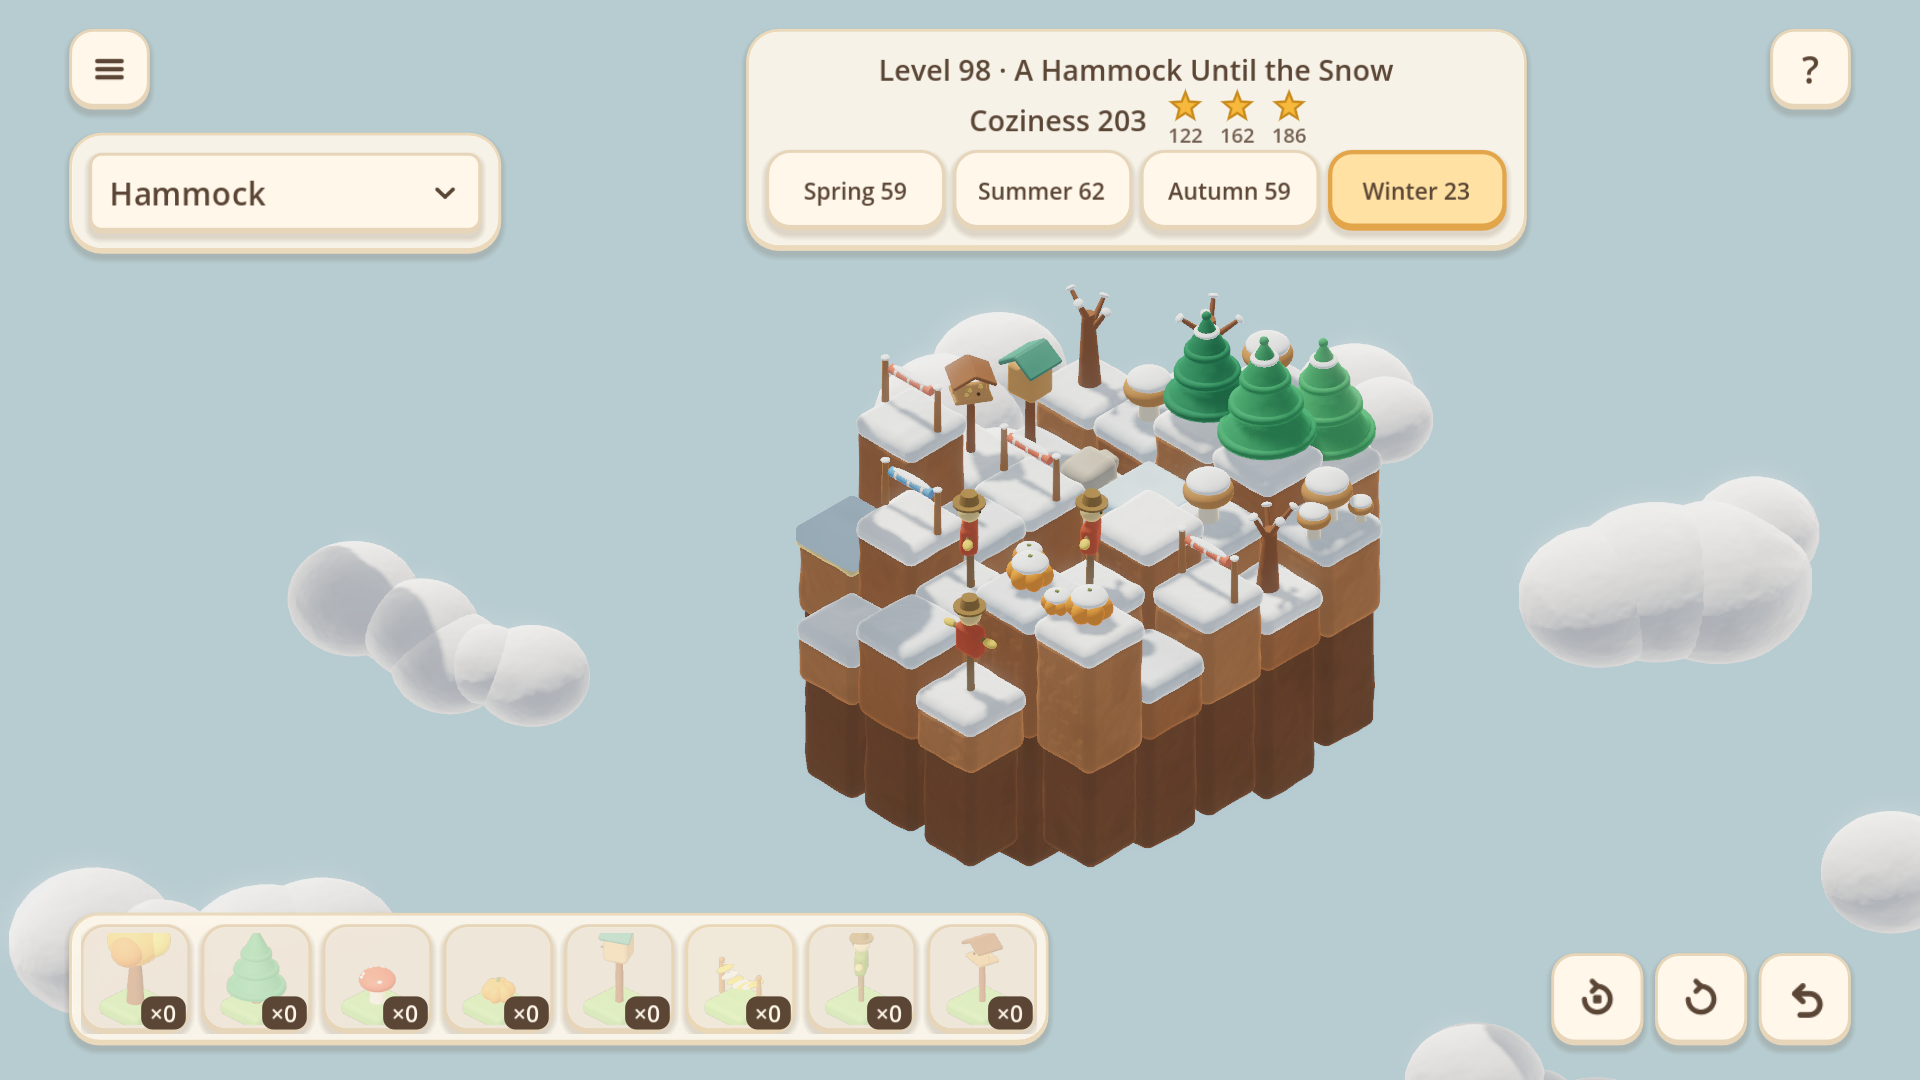 Level 98 · A Hammock Until the Snow
Coziness 203
122 162 186
Spring 59
Summer 62
Autumn 59
Winter 23
?
Hammock
×0
×0
×0
×0
×0
×0
×0
×0